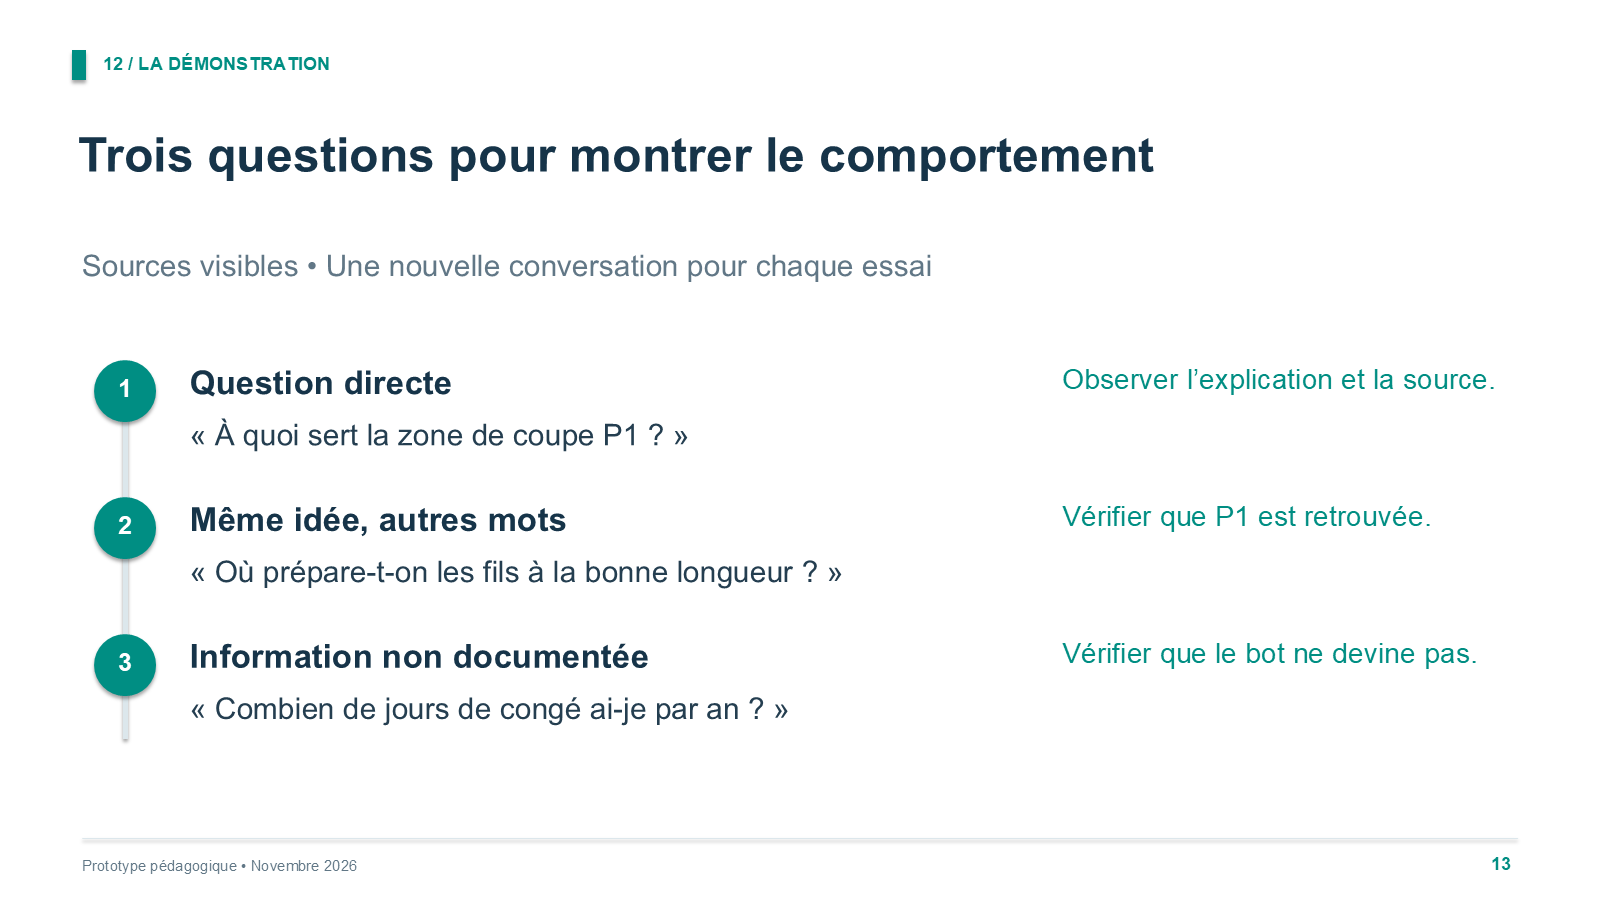 12 / LA DÉMONSTRATION
Trois questions pour montrer le comportement
Sources visibles • Une nouvelle conversation pour chaque essai
1
Question directe
Observer l’explication et la source.
« À quoi sert la zone de coupe P1 ? »
2
Même idée, autres mots
Vérifier que P1 est retrouvée.
« Où prépare-t-on les fils à la bonne longueur ? »
3
Information non documentée
Vérifier que le bot ne devine pas.
« Combien de jours de congé ai-je par an ? »
Prototype pédagogique • Novembre 2026
13